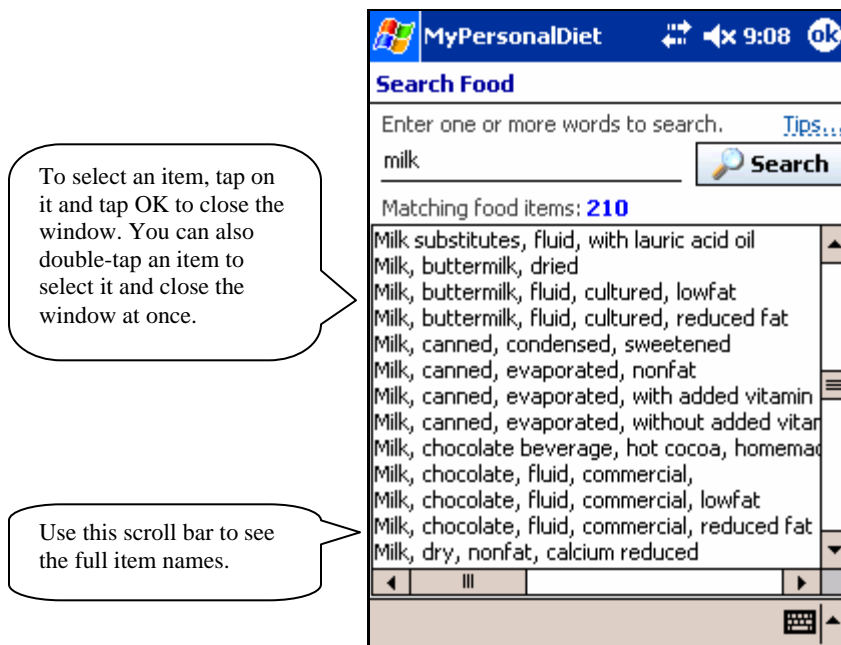 MyPersonalDiet 9:08 ok
Search Food
Enter one or more words to search. Tips...
milk Search
Matching food items: 210
Milk substitutes, fluid, with lauric acid oil
Milk, buttermilk, dried
Milk, buttermilk, fluid, cultured, lowfat
Milk, buttermilk, fluid, cultured, reduced fat
Milk, canned, condensed, sweetened
Milk, canned, evaporated, nonfat
Milk, canned, evaporated, with added vitamin
Milk, canned, evaporated, without added vitar
Milk, chocolate beverage, hot cocoa, homemad
Milk, chocolate, fluid, commercial,
Milk, chocolate, fluid, commercial, lowfat
Milk, chocolate, fluid, commercial, reduced fat
Milk, dry, nonfat, calcium reduced
To select an item, tap on
it and tap OK to close the
window. You can also
double-tap an item to
select it and close the
window at once.
Use this scroll bar to see
the full item names.